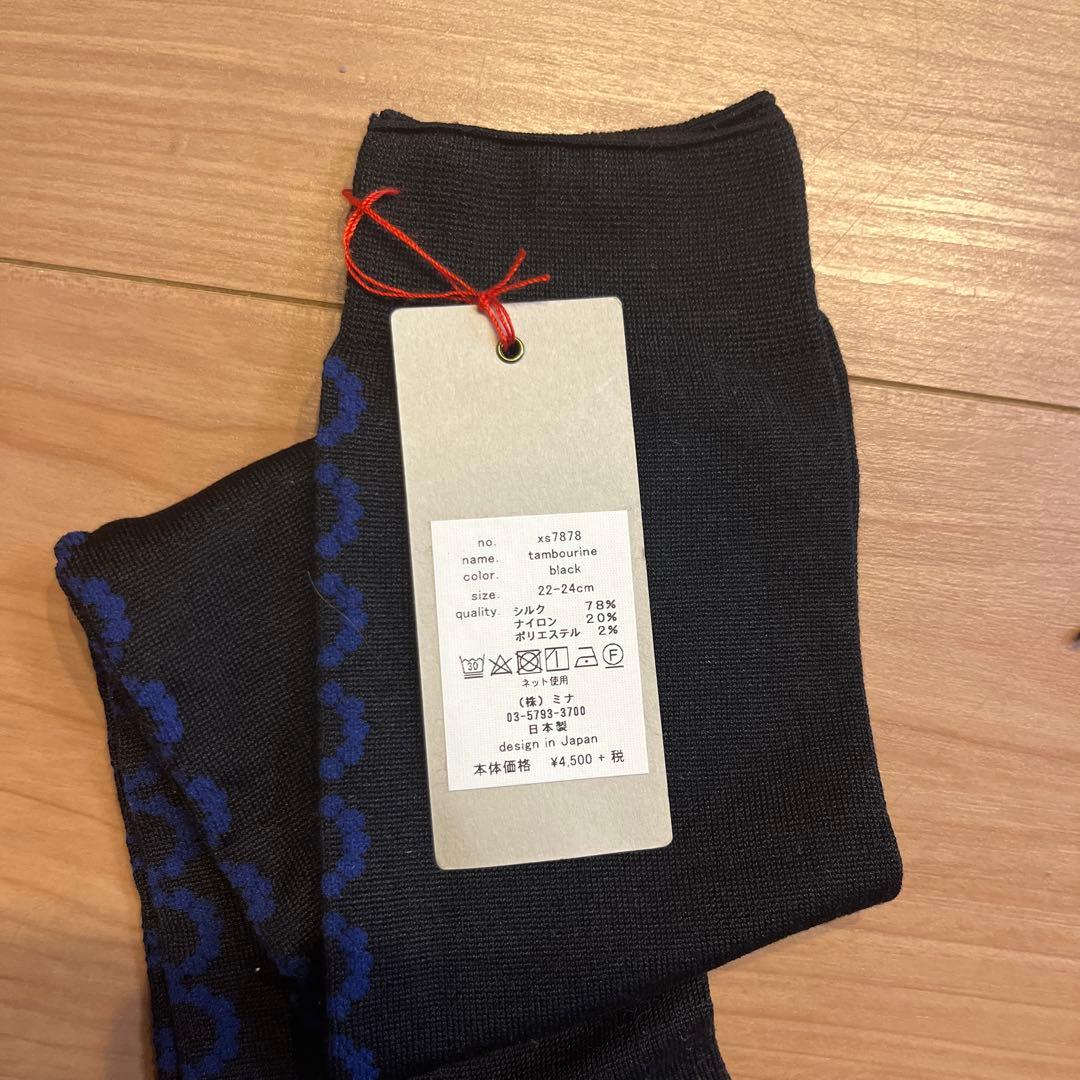 no. xs7878
name. tambourine
color. black
size. 22-24cm
quality. シルク 78%
ナイロン 20%
ポリエステル 2%
30 F
ネット使用
(株) ミナ
03-5793-3700
日本製
design in Japan
本体価格 ¥4,500 + 税